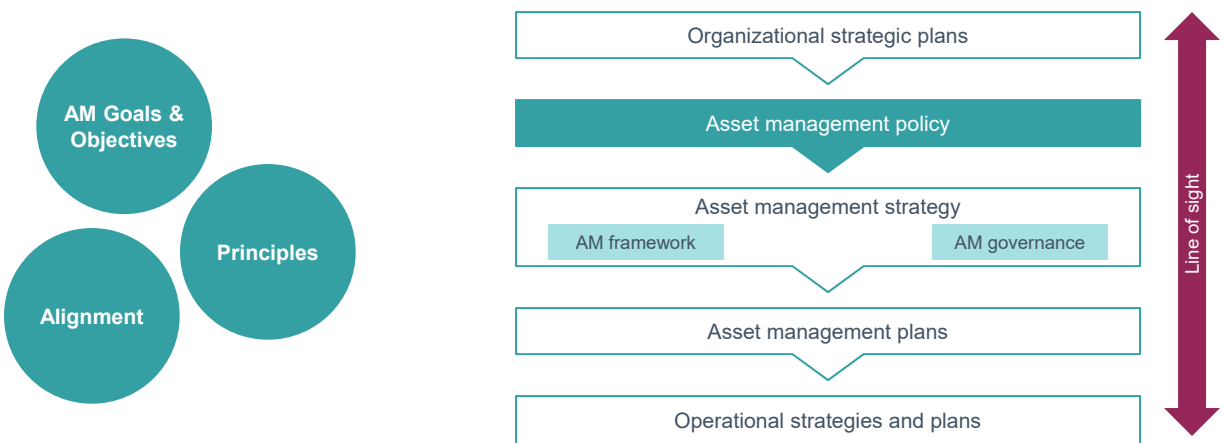 AM Goals &
Objectives
Principles
Alignment
Organizational strategic plans
Asset management policy
Asset management strategy
AM framework
AM governance
Asset management plans
Operational strategies and plans
Line of sight